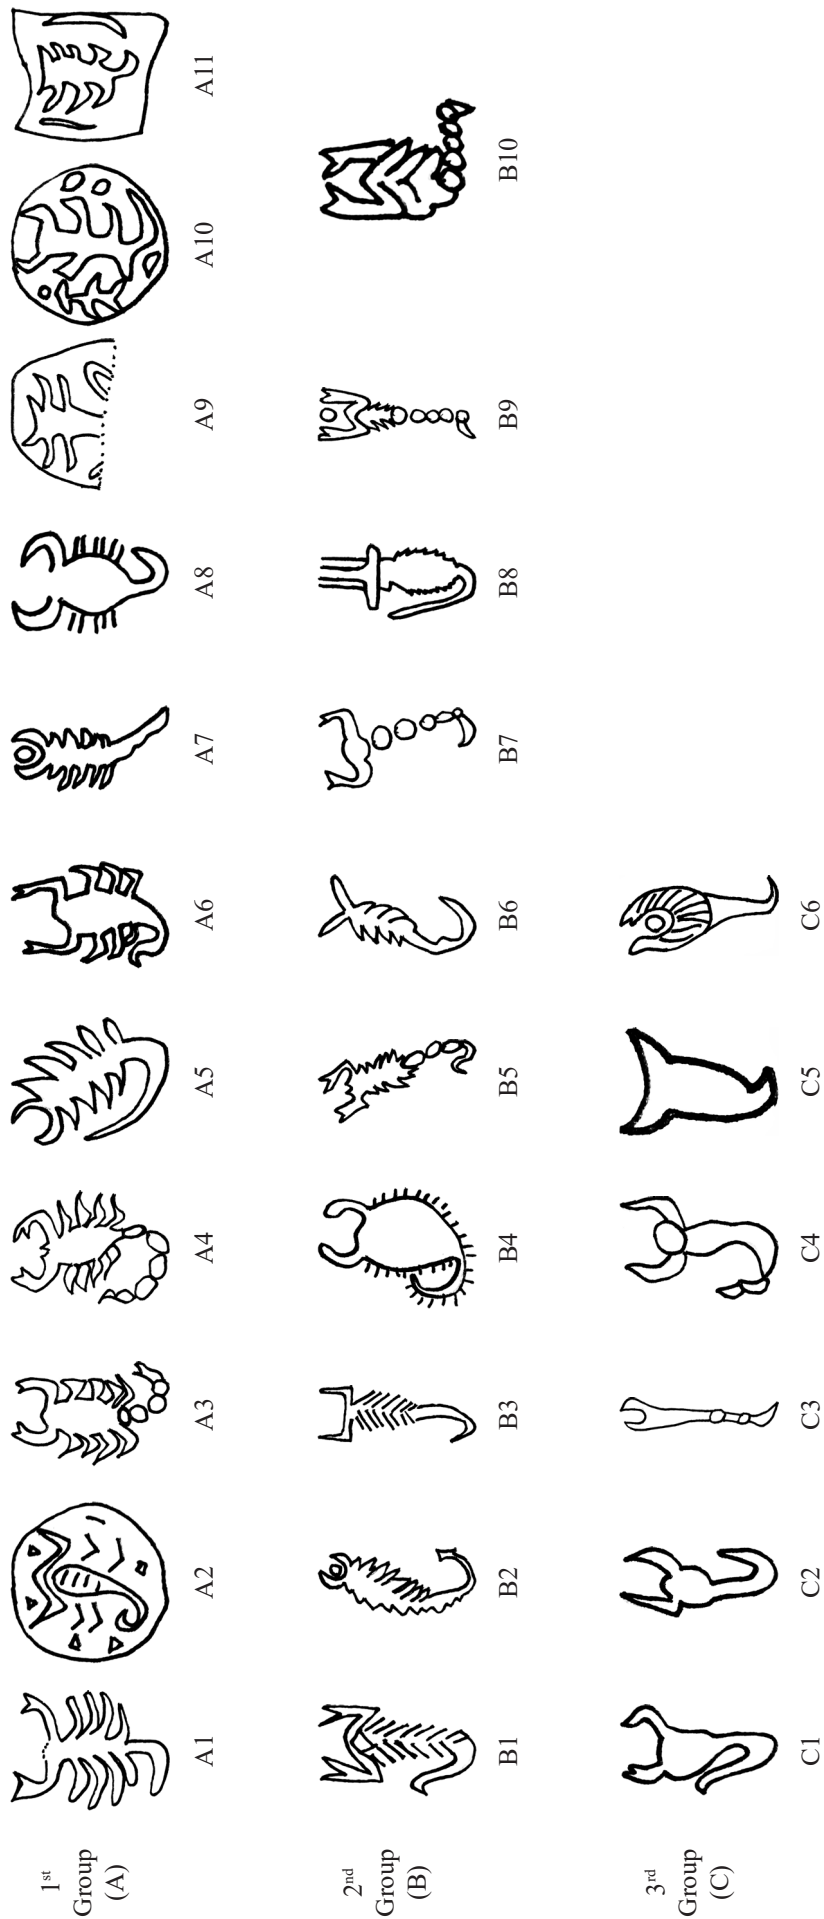 1st
Group
(A)
A1 A2 A3 A4 A5 A6 A7 A8 A9 A10 A11
2nd
Group
(B)
B1 B2 B3 B4 B5 B6 B7 B8 B9 B10
3rd
Group
(C)
C1 C2 C3 C4 C5 C6